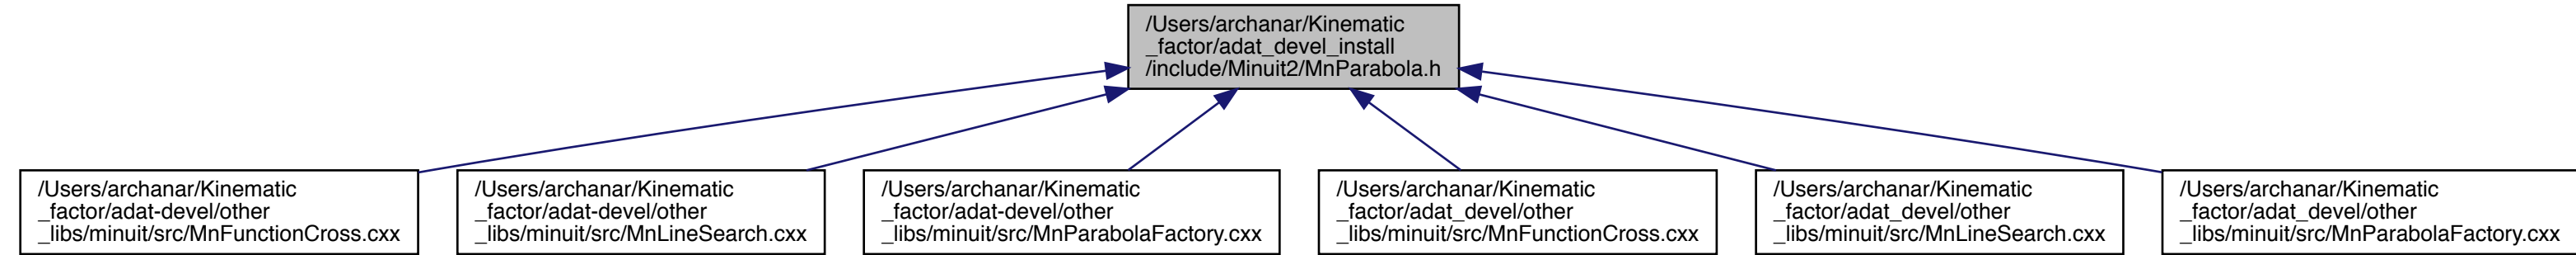 /Users/archanar/Kinematic
_factor/adat_devel_install
/include/Minuit2/MnParabola.h
/Users/archanar/Kinematic
_factor/adat-devel/other
_libs/minuit/src/MnFunctionCross.cxx
/Users/archanar/Kinematic
_factor/adat-devel/other
_libs/minuit/src/MnLineSearch.cxx
/Users/archanar/Kinematic
_factor/adat-devel/other
_libs/minuit/src/MnParabolaFactory.cxx
/Users/archanar/Kinematic
_factor/adat_devel/other
_libs/minuit/src/MnFunctionCross.cxx
/Users/archanar/Kinematic
_factor/adat_devel/other
_libs/minuit/src/MnLineSearch.cxx
/Users/archanar/Kinematic
_factor/adat_devel/other
_libs/minuit/src/MnParabolaFactory.cxx